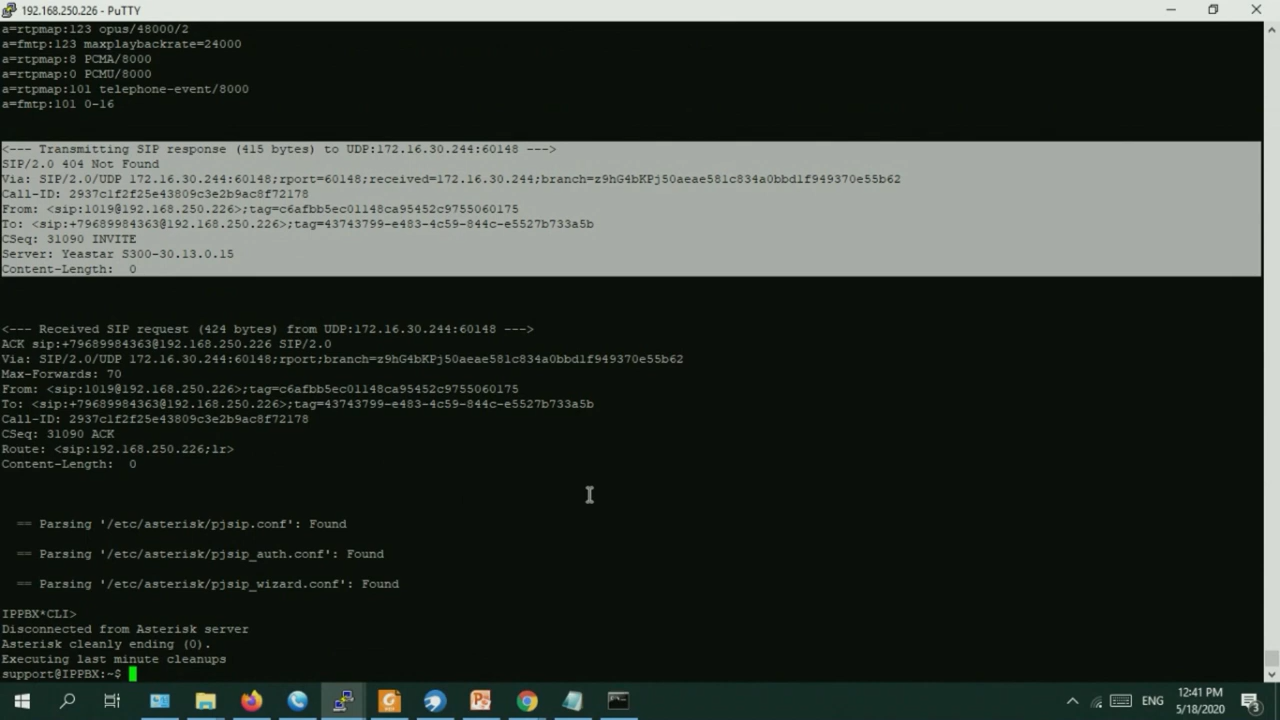 192.168.250.226 - PuTTY
a=rtpmap:123 opus/48000/2
a=fmtp:123 maxplaybackrate=24000
a=rtpmap:8 PCMA/8000
a=rtpmap:0 PCMU/8000
a=rtpmap:101 telephone-event/8000
a=fmtp:101 0-16
<--- Transmitting SIP response (415 bytes) to UDP:172.16.30.244:60148 --->
SIP/2.0 404 Not Found
Via: SIP/2.0/UDP 172.16.30.244:60148;rport=60148;received=172.16.30.244;branch=z9hG4bKPj50aeae581c834a0bbd1f949370e55b62
Call-ID: 2937c1f2f25e43809c3e2b9ac8f72178
From: <sip:1019@192.168.250.226>;tag=c6afbb5ec01148ca95452c9755060175
To: <sip:+79689984363@192.168.250.226>;tag=43743799-e483-4c59-844c-e5527b733a5b
CSeq: 31090 INVITE
Server: Yeastar S300-30.13.0.15
Content-Length:  0
<--- Received SIP request (424 bytes) from UDP:172.16.30.244:60148 --->
ACK sip:+79689984363@192.168.250.226 SIP/2.0
Via: SIP/2.0/UDP 172.16.30.244:60148;rport;branch=z9hG4bKPj50aeae581c834a0bbd1f949370e55b62
Max-Forwards: 70
From: <sip:1019@192.168.250.226>;tag=c6afbb5ec01148ca95452c9755060175
To: <sip:+79689984363@192.168.250.226>;tag=43743799-e483-4c59-844c-e5527b733a5b
Call-ID: 2937c1f2f25e43809c3e2b9ac8f72178
CSeq: 31090 ACK
Route: <sip:192.168.250.226;lr>
Content-Length:  0
== Parsing '/etc/asterisk/pjsip.conf': Found
== Parsing '/etc/asterisk/pjsip_auth.conf': Found
== Parsing '/etc/asterisk/pjsip_wizard.conf': Found
IPPBX*CLI>
Disconnected from Asterisk server
Asterisk cleanly ending (0).
Executing last minute cleanups
support@IPPBX:~$
ENG
12:41 PM
5/18/2020
3